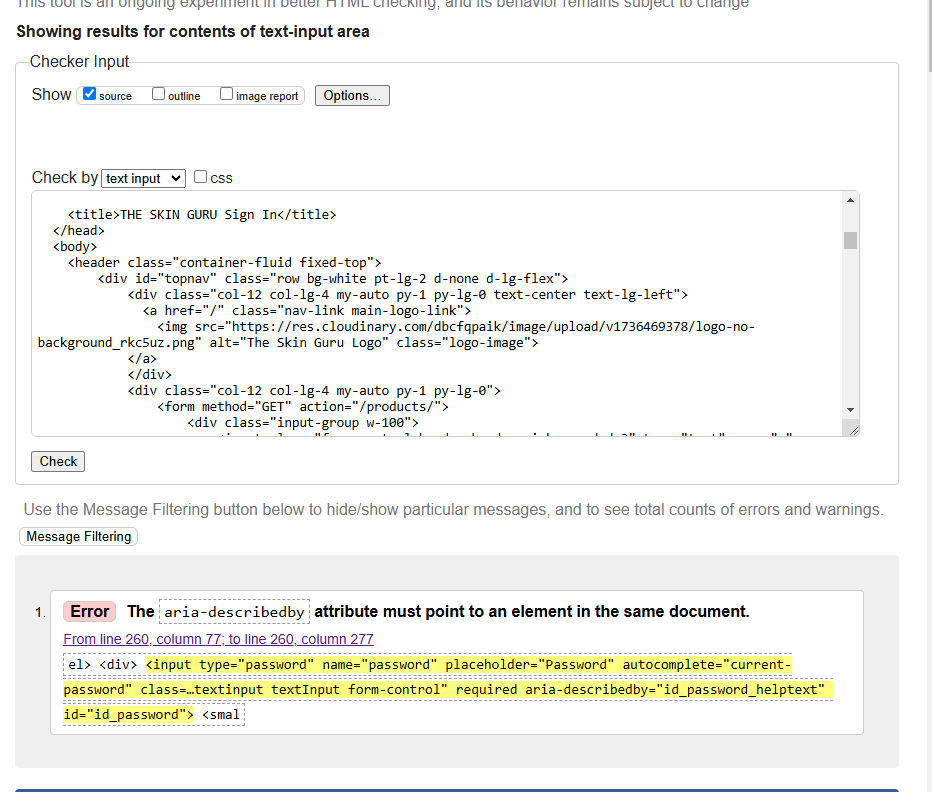 This tool is an ongoing experiment in better HTML checking, and its behavior remains subject to change
Showing results for contents of text-input area
Checker Input
Show source outline image report Options...
Check by text input css
<title>THE SKIN GURU Sign In</title>
</head>
<body>
<header class="container-fluid fixed-top">
<div id="topnav" class="row bg-white pt-lg-2 d-none d-lg-flex">
<div class="col-12 col-lg-4 my-auto py-1 py-lg-0 text-center text-lg-left">
<a href="/" class="nav-link main-logo-link">
<img src="https://res.cloudinary.com/dbcfqpaik/image/upload/v1736469378/logo-no-
background_rkc5uz.png" alt="The Skin Guru Logo" class="logo-image">
</a>
</div>
<div class="col-12 col-lg-4 my-auto py-1 py-lg-0">
<form method="GET" action="/products/">
<div class="input-group w-100">
Check
Use the Message Filtering button below to hide/show particular messages, and to see total counts of errors and warnings.
Message Filtering
1. Error The aria-describedby attribute must point to an element in the same document.
From line 260, column 77; to line 260, column 277
el> <div> <input type="password" name="password" placeholder="Password" autocomplete="current-
password" class=…textinput textInput form-control" required aria-describedby="id_password_helptext"
id="id_password"> <smal